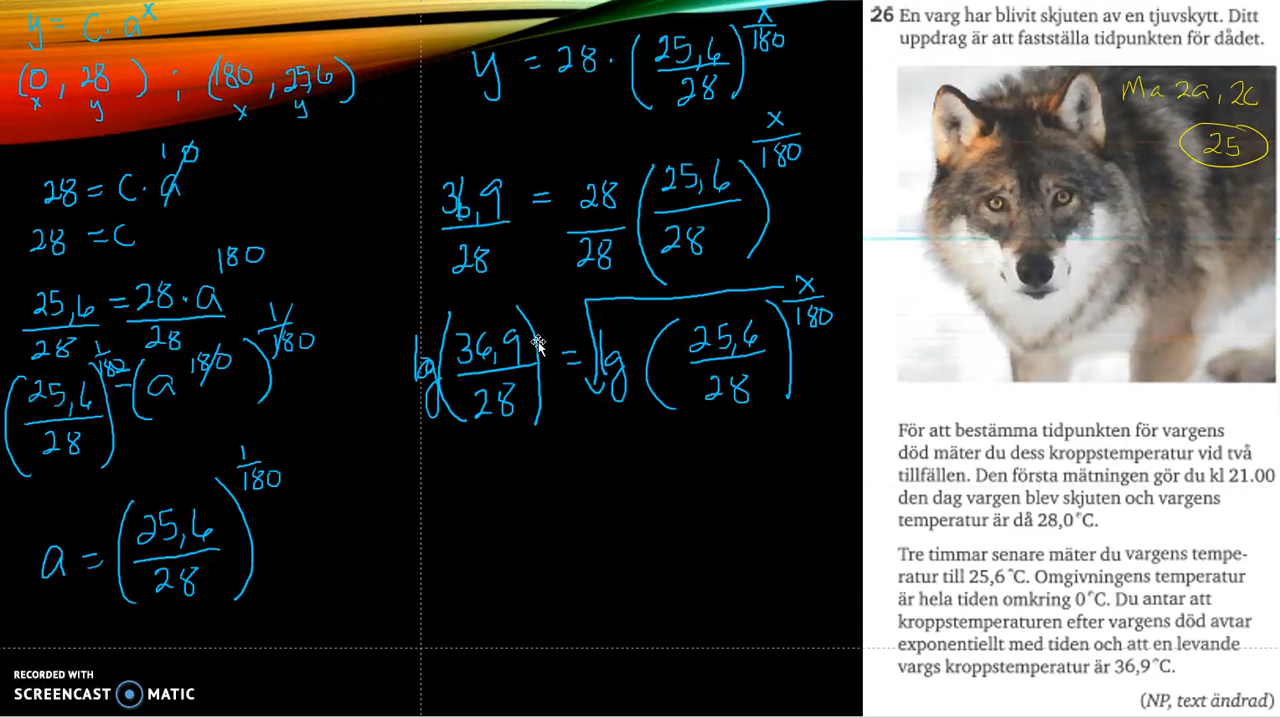 y = C · a^x
(0, 28) ; (180, 25,6)
x y x y
28 = C · a^0 1
28 = C
25,6/28 = 28 · a^180/28
(25,6/28)^1/180 = (a^180)^1/180
a = (25,6/28)^1/180
y = 28 · (25,6/28)^x/180
36,9/28 = 28/28 (25,6/28)^x/180
lg(36,9/28) = lg(25,6/28)^x/180
RECORDED WITH
SCREENCAST MATIC
26 En varg har blivit skjuten av en tjuvskytt. Ditt
uppdrag är att fastställa tidpunkten för dådet.
Ma 2a, 2c
25
För att bestämma tidpunkten för vargens
död mäter du dess kroppstemperatur vid två
tillfällen. Den första mätningen gör du kl 21.00
den dag vargen blev skjuten och vargens
temperatur är då 28,0 °C.
Tre timmar senare mäter du vargens tempe-
ratur till 25,6 °C. Omgivningens temperatur
är hela tiden omkring 0 °C. Du antar att
kroppstemperaturen efter vargens död avtar
exponentiellt med tiden och att en levande
vargs kroppstemperatur är 36,9 °C.
(NP, text ändrad)